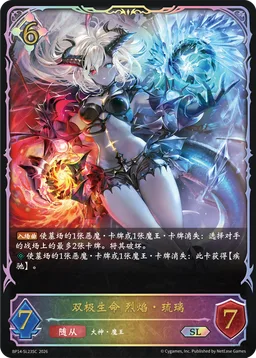 6
入场曲 使墓场的1张恶魔·卡牌或1张魔王·卡牌消失:选择对手
的战场上的最多2张卡牌。将其破坏。
使墓场的1张恶魔·卡牌或1张魔王·卡牌消失:此卡获得【疾
驰】。
双极生命 烈焰·琉璃
7
随从
大神·魔王
SL
7
BP14-SL23SC 2026
© Cygames, Inc. Published by NetLove Games